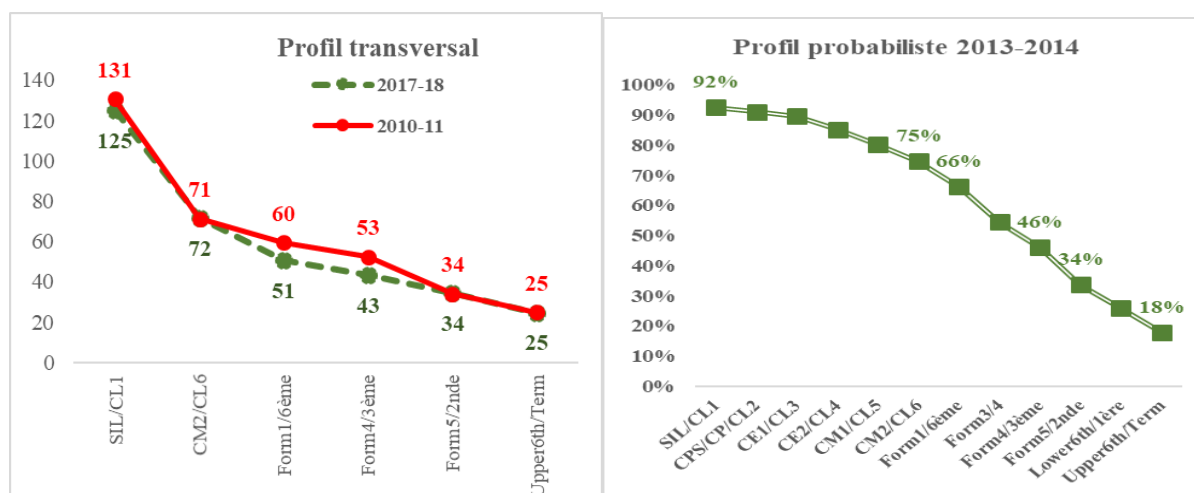 Profil transversal
2017-18
2010-11
140
120
100
80
60
40
20
0
131
125
71
72
60
51
53
43
34
34
25
25
SIL/CL1
CM2/CL6
Form1/6ème
Form4/3ème
Form5/2nde
Upper6th/Term
Profil probabiliste 2013-2014
100%
90%
80%
70%
60%
50%
40%
30%
20%
10%
0%
92%
75%
66%
46%
34%
18%
SIL/CL1
CPS/CP/CL2
CE1/CL3
CE2/CL4
CM1/CL5
CM2/CL6
Form1/6ème
Form3/4
Form4/3ème
Form5/2nde
Lower6th/1ère
Upper6th/Term